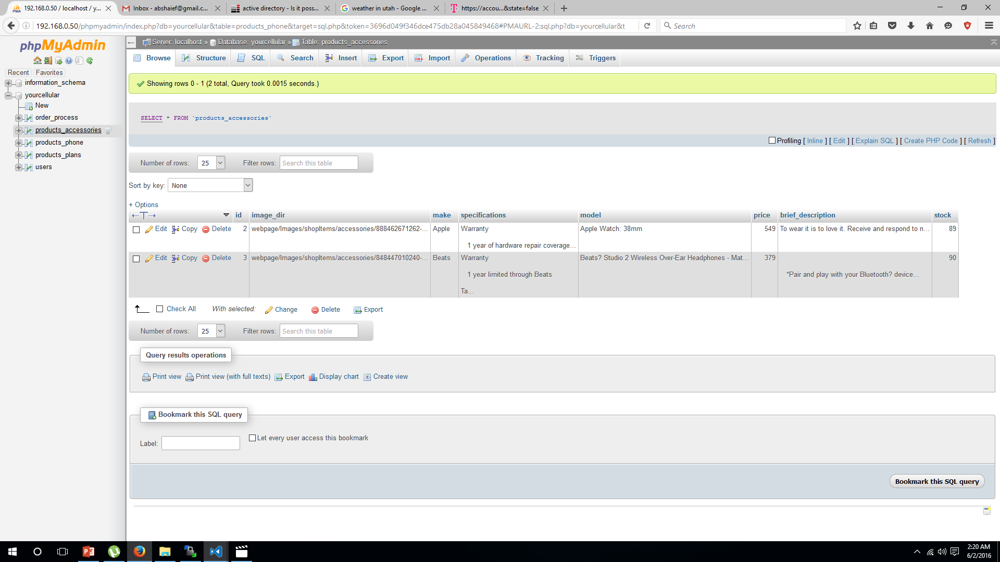 192.168.0.50 / localhost / y...
Inbox - abshaief@gmail.c...
active directory - Is it poss...
weather in utah - Google ...
https://accou...&state=false
192.168.0.50/phpmyadmin/index.php?db=yourcellular&table=products_phone&target=sql.php&token=3696d049f346dce475db28a045849468#PMAURL-2:sql.php?db=yourcellular&t
Search
phpMyAdmin
Recent Favorites
information_schema
yourcellular
New
order_process
products_accessories
products_phone
products_plans
users
Server: localhost » Database: yourcellular » Table: products_accessories
Browse Structure SQL Search Insert Export Import Operations Tracking Triggers
Showing rows 0 - 1 (2 total, Query took 0.0015 seconds.)
SELECT * FROM `products_accessories`
Profiling [ Inline ] [ Edit ] [ Explain SQL ] [ Create PHP Code ] [ Refresh ]
Number of rows: 25 Filter rows: Search this table
Sort by key: None
+ Options
←T→ id image_dir make specifications model price brief_description stock
Edit Copy Delete 2 webpage/Images/shopItems/accessories/888462671262-... Apple Warranty Apple Watch: 38mm 549 To wear it is to love it. Receive and respond to n... 89
1 year of hardware repair coverage...
Edit Copy Delete 3 webpage/Images/shopItems/accessories/848447010240-... Beats Warranty Beats? Studio 2 Wireless Over-Ear Headphones - Mat... 379 90
1 year limited through Beats *Pair and play with your Bluetooth? device...
Ta...
Check All With selected: Change Delete Export
Number of rows: 25 Filter rows: Search this table
Query results operations
Print view Print view (with full texts) Export Display chart Create view
Bookmark this SQL query
Label: Let every user access this bookmark
Bookmark this SQL query
2:20 AM
6/2/2016